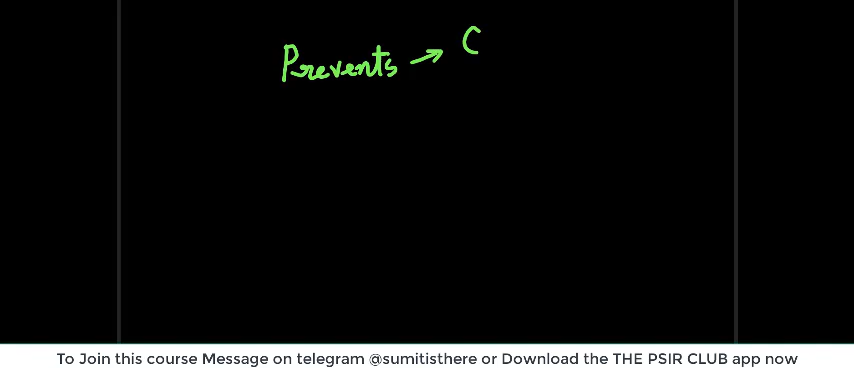 Prevents → C
To Join this course Message on telegram @sumitisthere or Download the THE PSIR CLUB app now